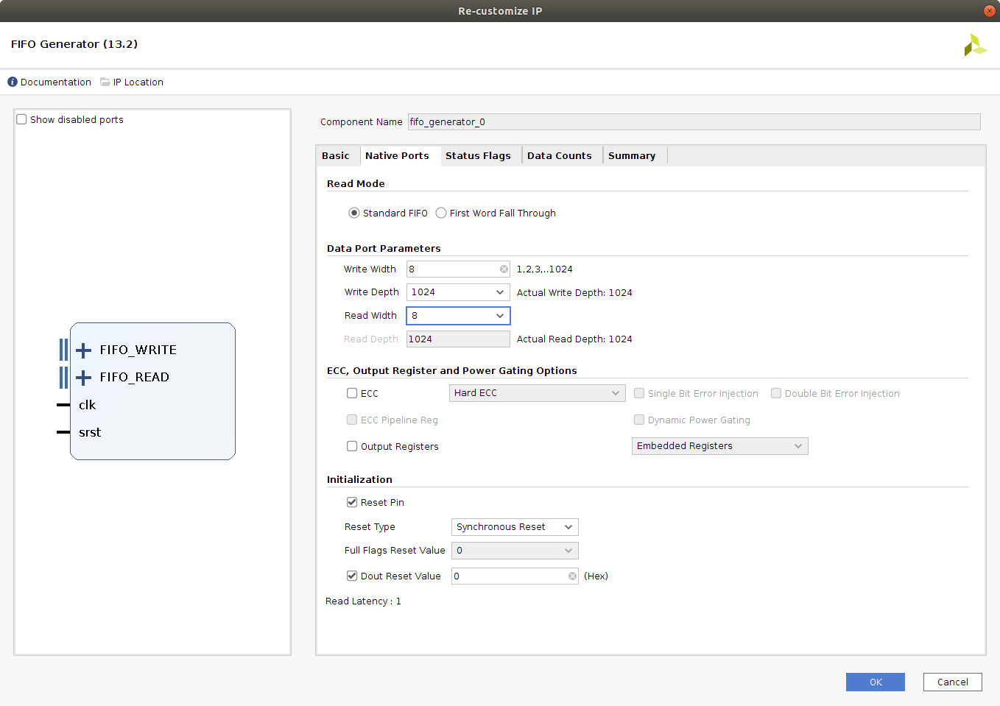 Re-customize IP
FIFO Generator (13.2)
Documentation IP Location
Show disabled ports
FIFO_WRITE
FIFO_READ
clk
srst
Component Name fifo_generator_0
Basic Native Ports Status Flags Data Counts Summary
Read Mode
Standard FIFO First Word Fall Through
Data Port Parameters
Write Width 8 1,2,3,..1024
Write Depth 1024 Actual Write Depth: 1024
Read Width 8
Read Depth 1024 Actual Read Depth: 1024
ECC, Output Register and Power Gating Options
ECC Hard ECC Single Bit Error Injection Double Bit Error Injection
ECC Pipeline Reg Dynamic Power Gating
Output Registers Embedded Registers
Initialization
Reset Pin
Reset Type Synchronous Reset
Full Flags Reset Value 0
Dout Reset Value 0 (Hex)
Read Latency : 1
OK Cancel